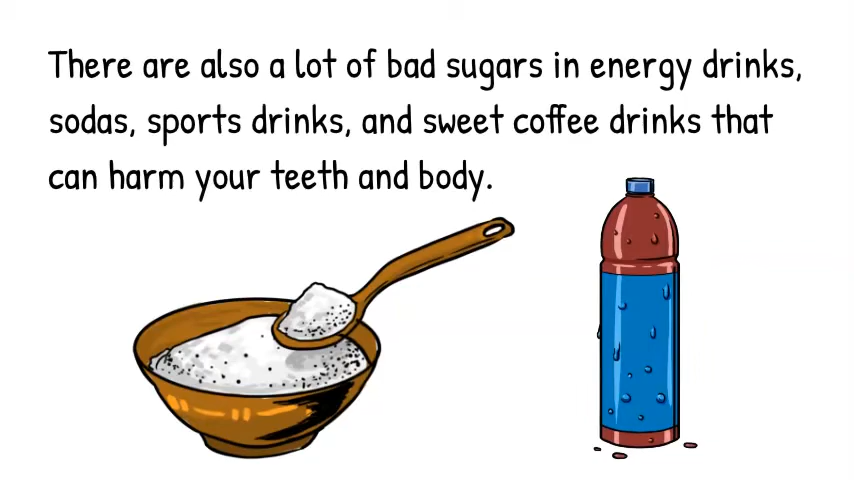 There are also a lot of bad sugars in energy drinks,
sodas, sports drinks, and sweet coffee drinks that
can harm your teeth and body.